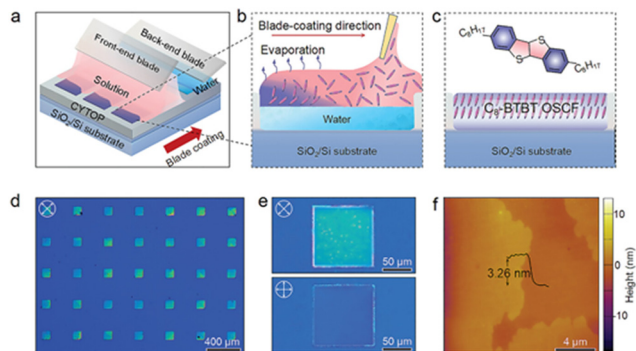 a
Front-end blade
Back-end blade
Solution
Water
CYTOP
SiO₂/Si substrate
Blade coating
b
Blade-coating direction
Evaporation
Water
SiO₂/Si substrate
c
C₈H₁₇
S
S
C₈H₁₇
C₈-BTBT OSCF
SiO₂/Si substrate
d
400 µm
e
50 µm
50 µm
f
3.26 nm
4 µm
10
0
-10
Height (nm)